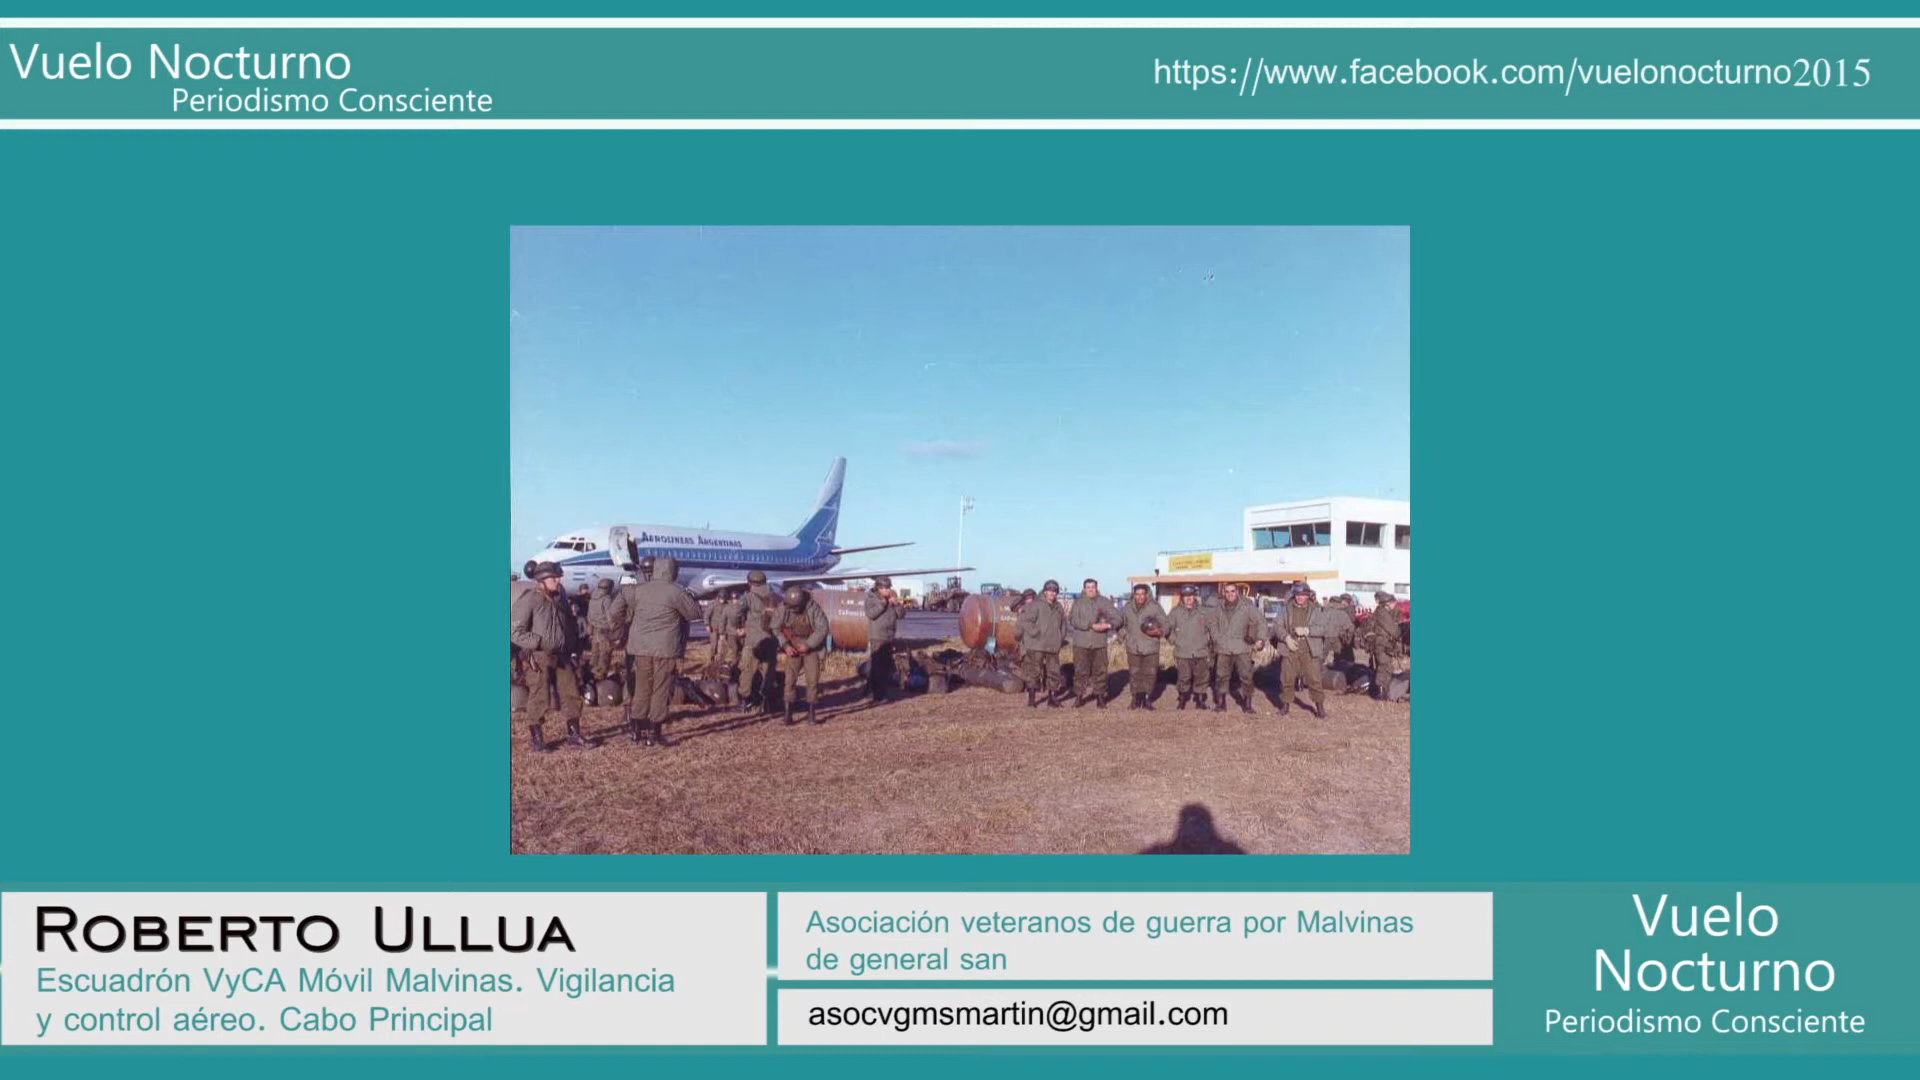 Vuelo Nocturno
Periodismo Consciente
https://www.facebook.com/vuelonocturno2015
AEROLINEAS ARGENTINAS
ROBERTO ULLUA
Escuadrón VyCA Móvil Malvinas. Vigilancia
y control aéreo. Cabo Principal
Asociación veteranos de guerra por Malvinas
de general san
asocvgmsmartin@gmail.com
Vuelo
Nocturno
Periodismo Consciente